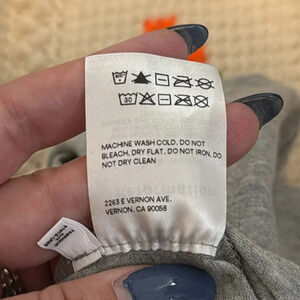 30
MACHINE WASH COLD. DO NOT
BLEACH, DRY FLAT, DO NOT IRON, DO
NOT DRY CLEAN
2263 E VERNON AVE.
VERNON, CA 90058